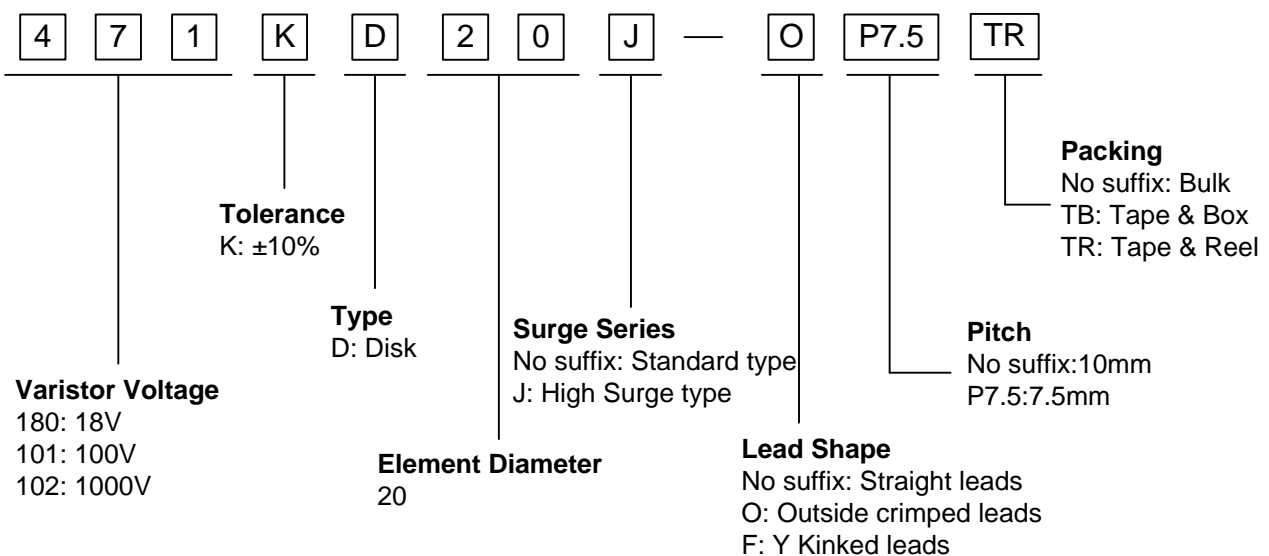 4 7 1 K D 2 0 J — O P7.5 TR
Packing
No suffix: Bulk
TB: Tape & Box
TR: Tape & Reel
Tolerance
K: ±10%
Type
D: Disk
Surge Series
No suffix: Standard type
J: High Surge type
Pitch
No suffix:10mm
P7.5:7.5mm
Varistor Voltage
180: 18V
101: 100V
102: 1000V
Element Diameter
20
Lead Shape
No suffix: Straight leads
O: Outside crimped leads
F: Y Kinked leads